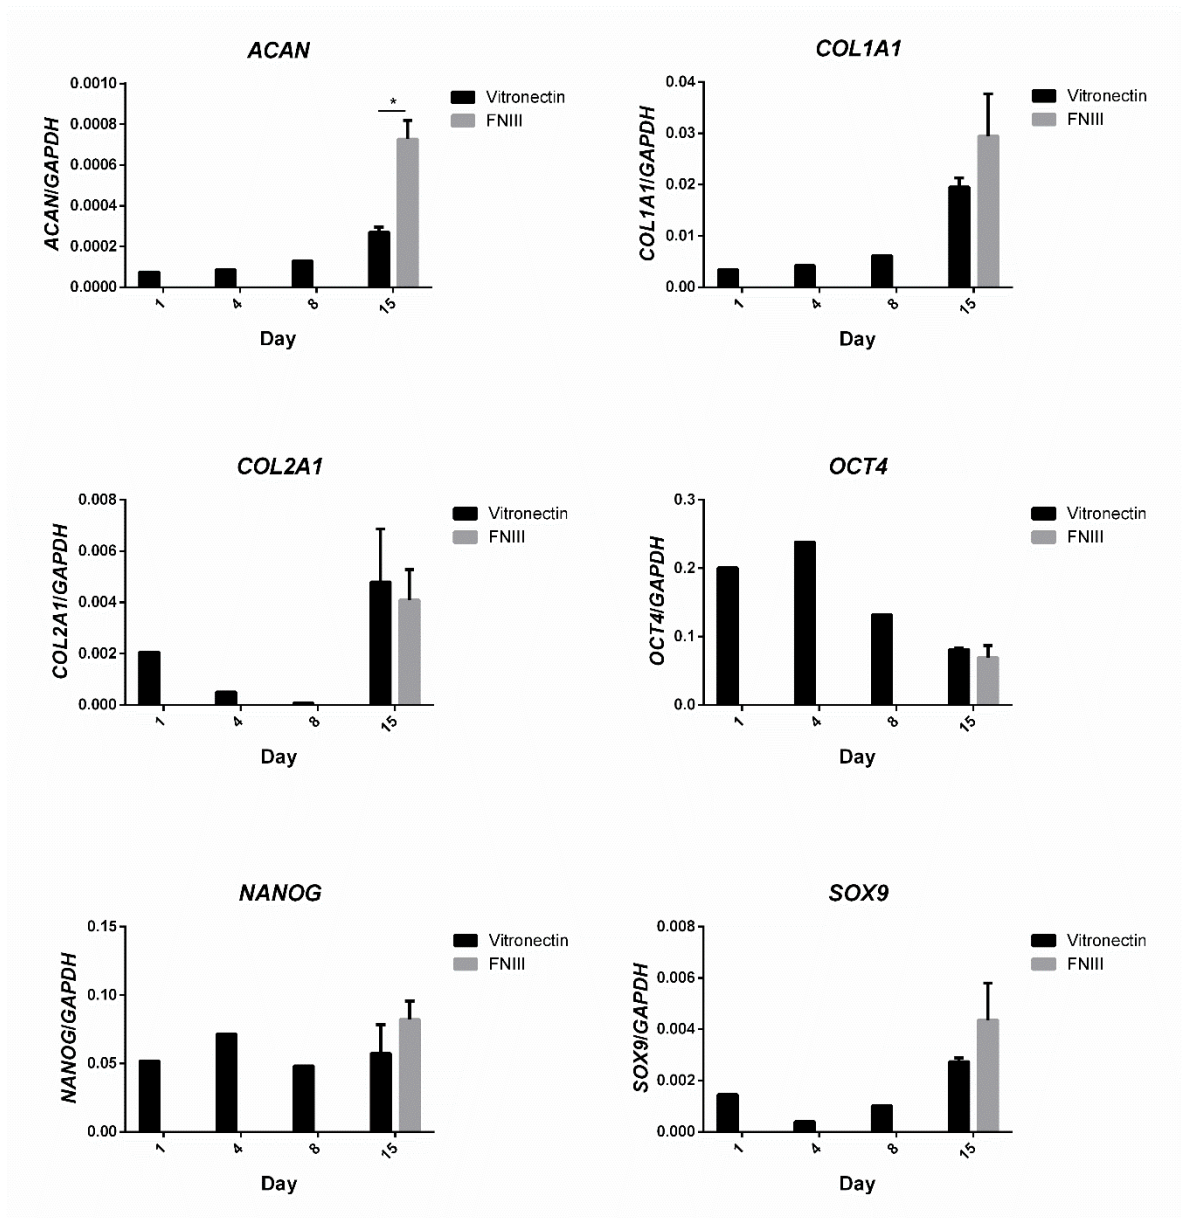 ACAN
ACAN/GAPDH
0.0010
0.0008
0.0006
0.0004
0.0002
0.0000
*
1 4 8 15
Day
Vitronectin
FNIII
COL1A1
COL1A1/GAPDH
0.04
0.03
0.02
0.01
0.00
1 4 8 15
Day
Vitronectin
FNIII
COL2A1
COL2A1/GAPDH
0.008
0.006
0.004
0.002
0.000
1 4 8 15
Day
Vitronectin
FNIII
OCT4
OCT4/GAPDH
0.3
0.2
0.1
0.0
1 4 8 15
Day
Vitronectin
FNIII
NANOG
NANOG/GAPDH
0.15
0.10
0.05
0.00
1 4 8 15
Day
Vitronectin
FNIII
SOX9
SOX9/GAPDH
0.008
0.006
0.004
0.002
0.000
1 4 8 15
Day
Vitronectin
FNIII